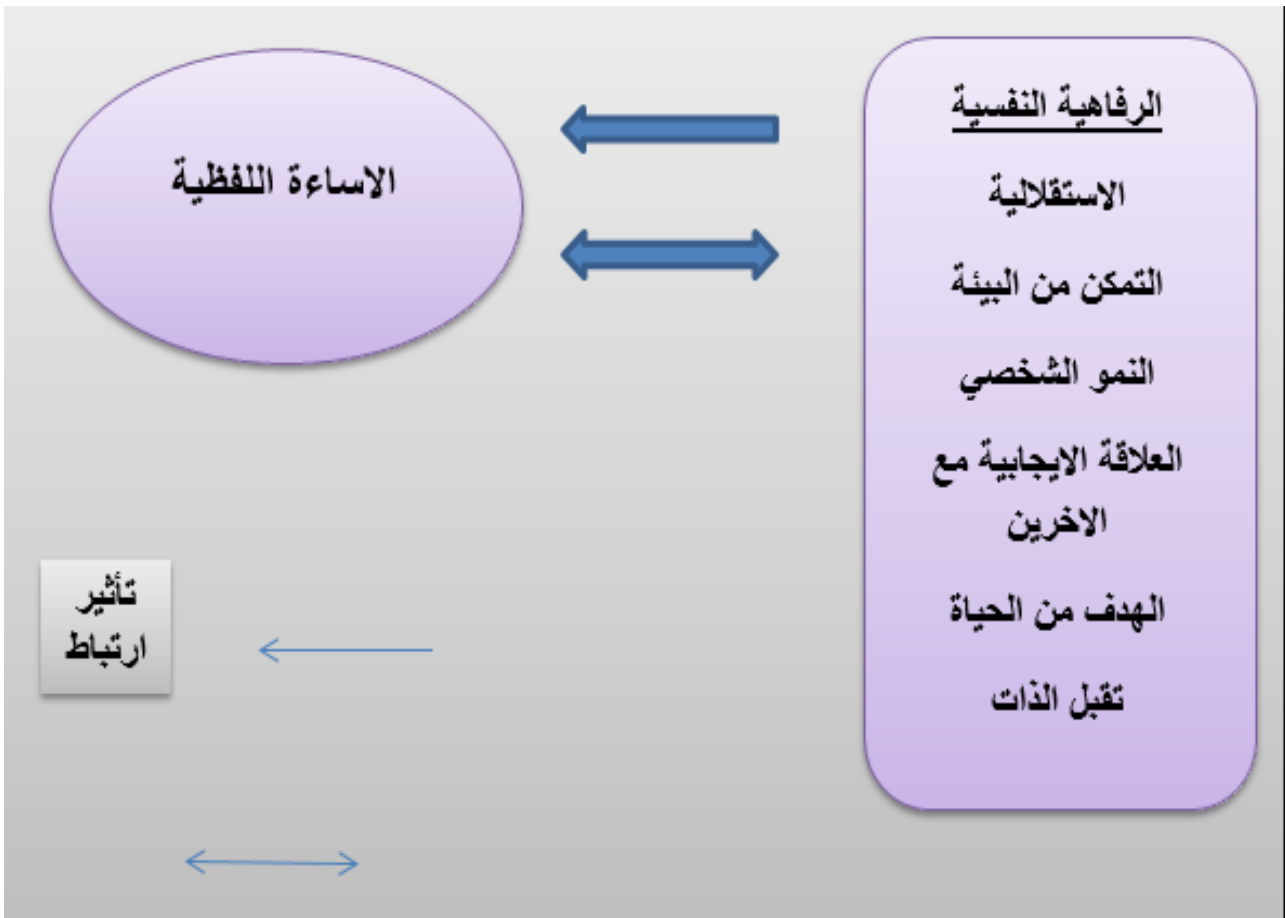 الرفاهية النفسية
الاستقلالية
التمكن من البيئة
النمو الشخصي
العلاقة الايجابية مع
الاخرين
الهدف من الحياة
تقبل الذات
الاساءة اللفظية
تأثير
ارتباط